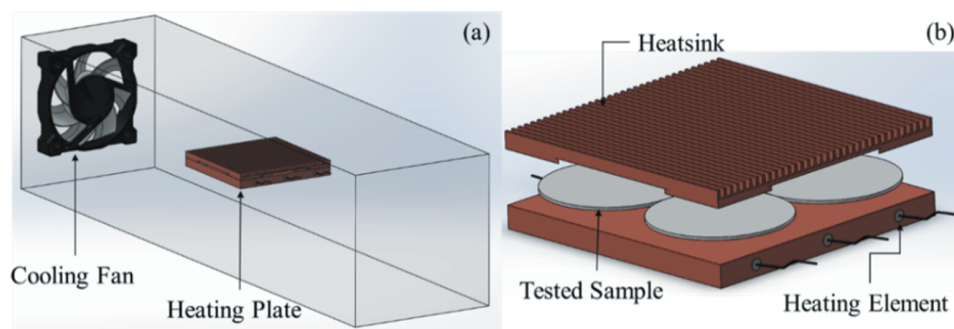 (a)
Cooling Fan
Heating Plate
(b)
Heatsink
Tested Sample
Heating Element